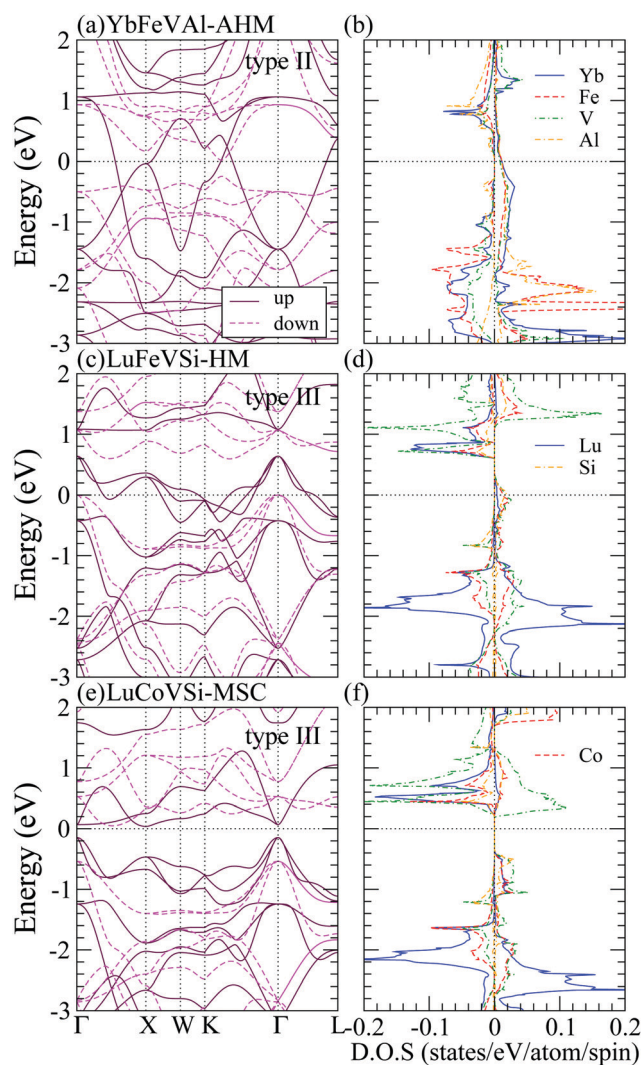 (a)YbFeVAl-AHM (b)
type II
2
1
0
-1
-2
-3
Energy (eV)
up
down
Yb
Fe
V
Al
(c)LuFeVSi-HM (d)
type III
2
1
0
-1
-2
-3
Energy (eV)
Lu
Si
(e)LuCoVSi-MSC (f)
type III
2
1
0
-1
-2
-3
Energy (eV)
Co
Γ X W K Γ L
-0.2 -0.1 0 0.1 0.2
D.O.S (states/eV/atom/spin)